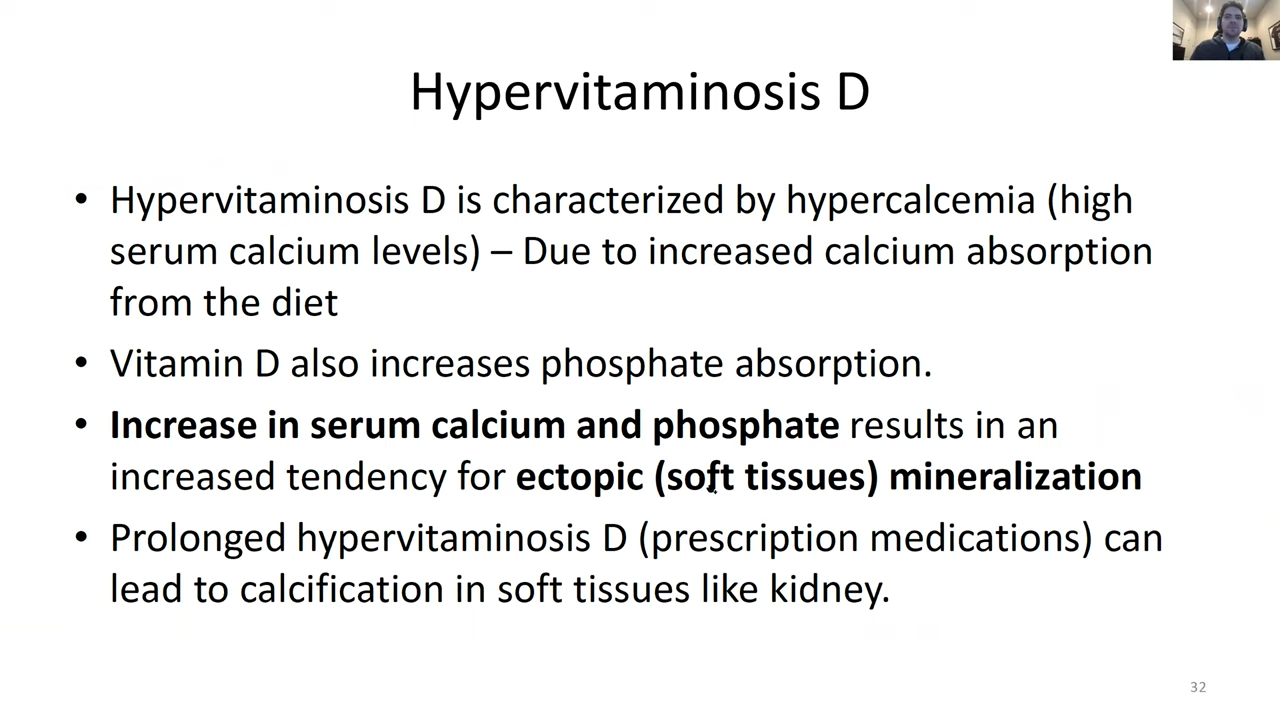 Hypervitaminosis D
• Hypervitaminosis D is characterized by hypercalcemia (high
serum calcium levels) – Due to increased calcium absorption
from the diet
• Vitamin D also increases phosphate absorption.
• Increase in serum calcium and phosphate results in an
increased tendency for ectopic (soft tissues) mineralization
• Prolonged hypervitaminosis D (prescription medications) can
lead to calcification in soft tissues like kidney.
32